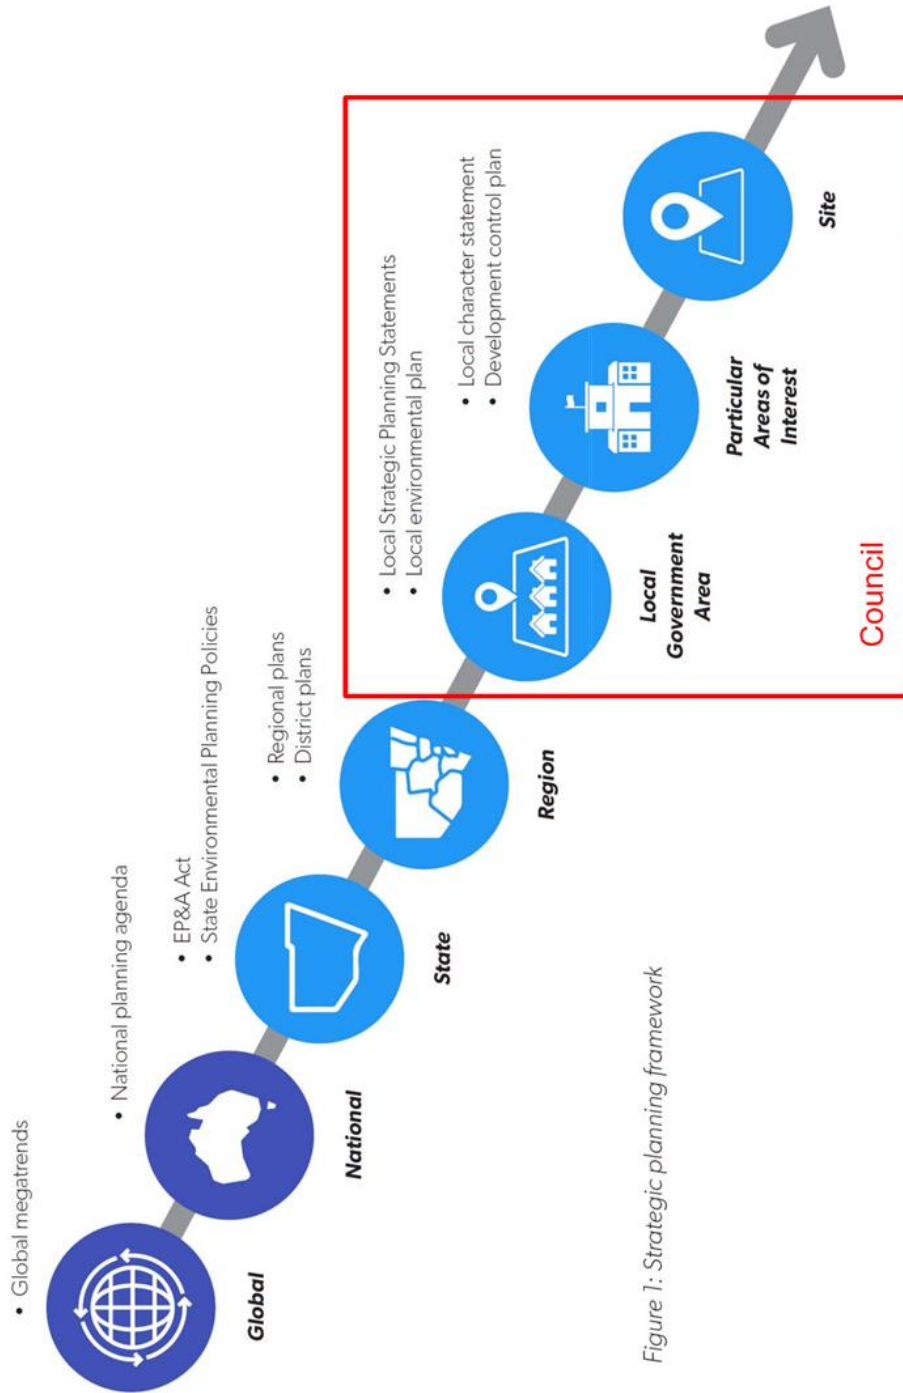 • Global megatrends
Global
• National planning agenda
National
• EP&A Act
• State Environmental Planning Policies
State
• Regional plans
• District plans
Region
• Local Strategic Planning Statements
• Local environmental plan
Local
Government
Area
• Local character statement
• Development control plan
Particular
Areas of
Interest
Site
Council
Figure 1: Strategic planning framework